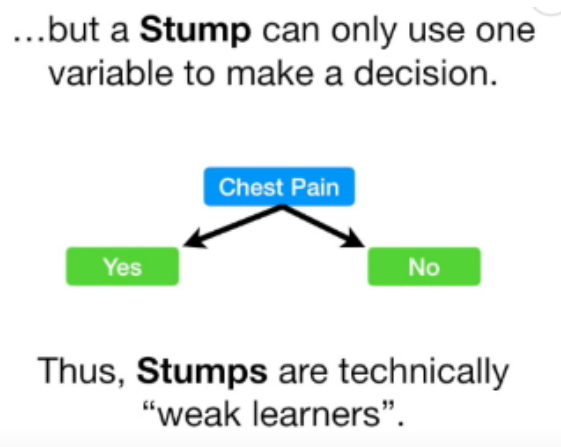 ...but a Stump can only use one
variable to make a decision.
Chest Pain
Yes
No
Thus, Stumps are technically
“weak learners”.